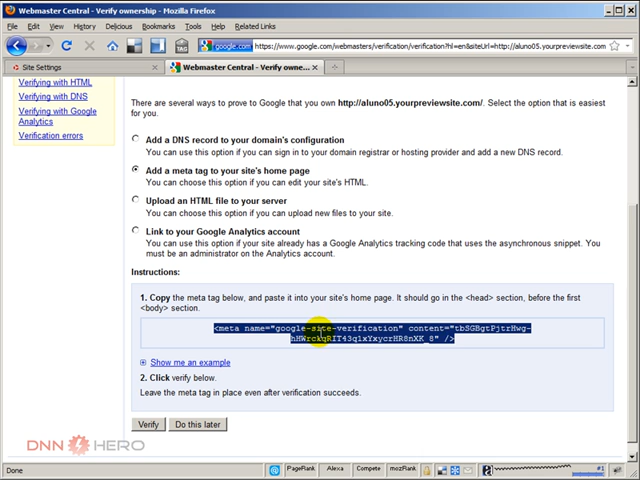 Webmaster Central - Verify ownership - Mozilla Firefox
File Edit View History Delicious Bookmarks Tools Help Related Links
google.com https://www.google.com/webmasters/verification/verification?hl=en&siteUrl=http://aluno05.yourpreviewsite.com/
Site Settings
Webmaster Central - Verify owne...
Verifying with HTML
Verifying with DNS
Verifying with Google
Analytics
Verification errors
There are several ways to prove to Google that you own http://aluno05.yourpreviewsite.com/. Select the option that is easiest
for you.
Add a DNS record to your domain's configuration
You can use this option if you can sign in to your domain registrar or hosting provider and add a new DNS record.
Add a meta tag to your site's home page
You can choose this option if you can edit your site's HTML.
Upload an HTML file to your server
You can choose this option if you can upload new files to your site.
Link to your Google Analytics account
You can use this option if your site already has a Google Analytics tracking code that uses the asynchronous snippet. You
must be an administrator on the Analytics account.
Instructions:
1. Copy the meta tag below, and paste it into your site's home page. It should go in the <head> section, before the first
<body> section.
<meta name="google-site-verification" content="tbSGBgtPjtrHwg-
Show me an example
2. Click verify below.
Leave the meta tag in place even after verification succeeds.
Verify Do this later
DNN HERO
Done
PageRank Alexa Compete mozRank #1